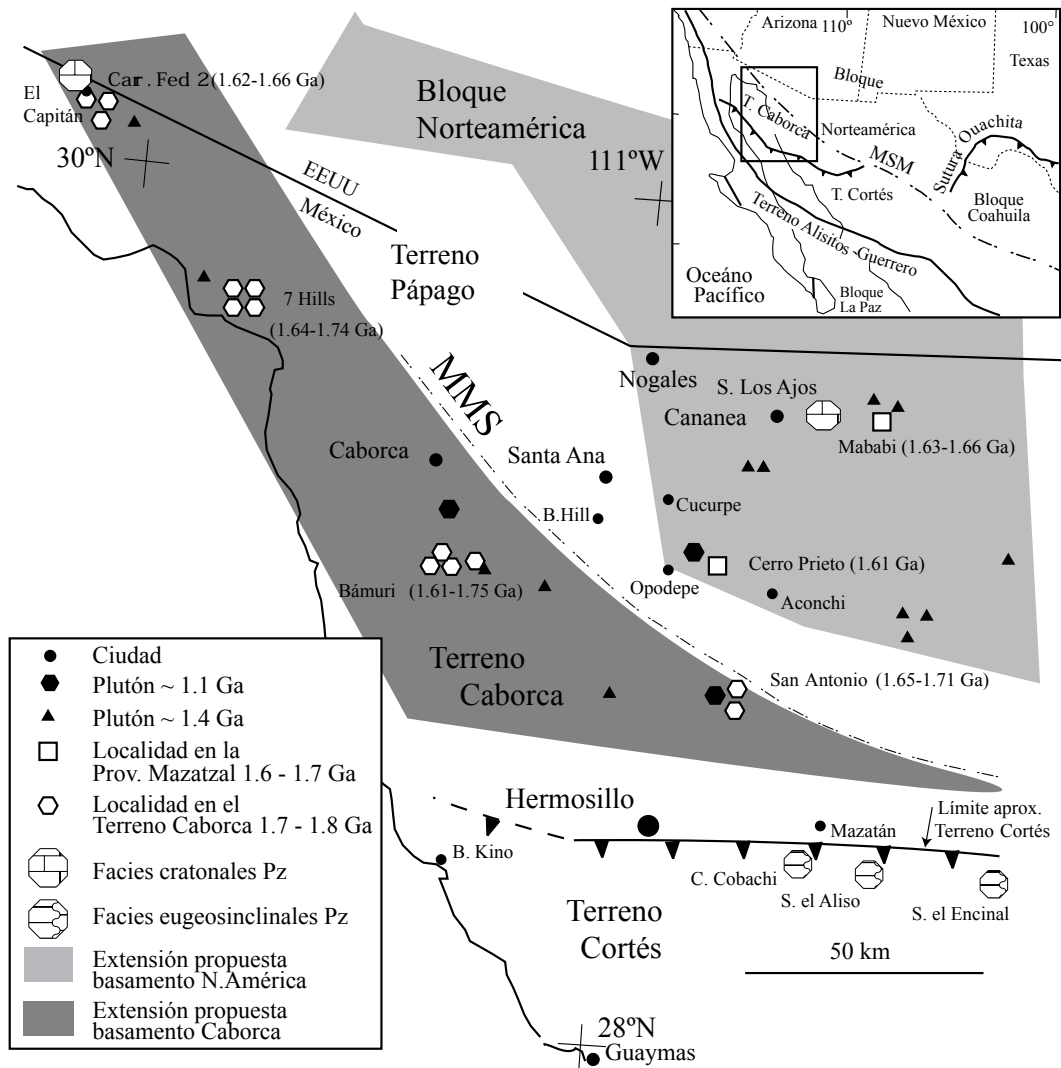 Arizona
110°
Nuevo México
100°
Texas
Bloque
T. Caborca
Norteamérica
MSM
Sutura Ouachita
T. Cortés
Bloque
Coahuila
Terreno Alisitos-Guerrero
Oceáno
Pacífico
Bloque
La Paz
Car. Fed 2 (1.62-1.66 Ga)
El
Capitán
30ºN
Bloque
Norteamérica
111ºW
EEUU
México
Terreno
Pápago
7 Hills
(1.64-1.74 Ga)
MMS
Nogales
S. Los Ajos
Cananea
Mababi (1.63-1.66 Ga)
Caborca
Santa Ana
B.Hill
Cucurpe
Cerro Prieto (1.61 Ga)
Opodepe
Aconchi
Bámuri (1.61-1.75 Ga)
Terreno
Caborca
San Antonio (1.65-1.71 Ga)
Ciudad
Plutón ~ 1.1 Ga
Plutón ~ 1.4 Ga
Localidad en la
Prov. Mazatzal 1.6 - 1.7 Ga
Localidad en el
Terreno Caborca 1.7 - 1.8 Ga
Facies cratonales Pz
Facies eugeosinclinales Pz
Extensión propuesta
basamento N.América
Extensión propuesta
basamento Caborca
Hermosillo
Límite aprox.
Terreno Cortés
Mazatán
B. Kino
C. Cobachi
S. el Aliso
S. el Encinal
Terreno
Cortés
50 km
28ºN
Guaymas